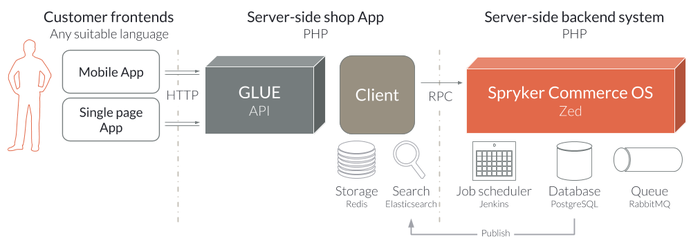 Customer frontends
Any suitable language
Server-side shop App
PHP
Server-side backend system
PHP
Mobile App
Single page
App
HTTP
GLUE
API
Client
RPC
Spryker Commerce OS
Zed
Storage
Redis
Search
Elasticsearch
Job scheduler
Jenkins
Database
PostgreSQL
Queue
RabbitMQ
Publish